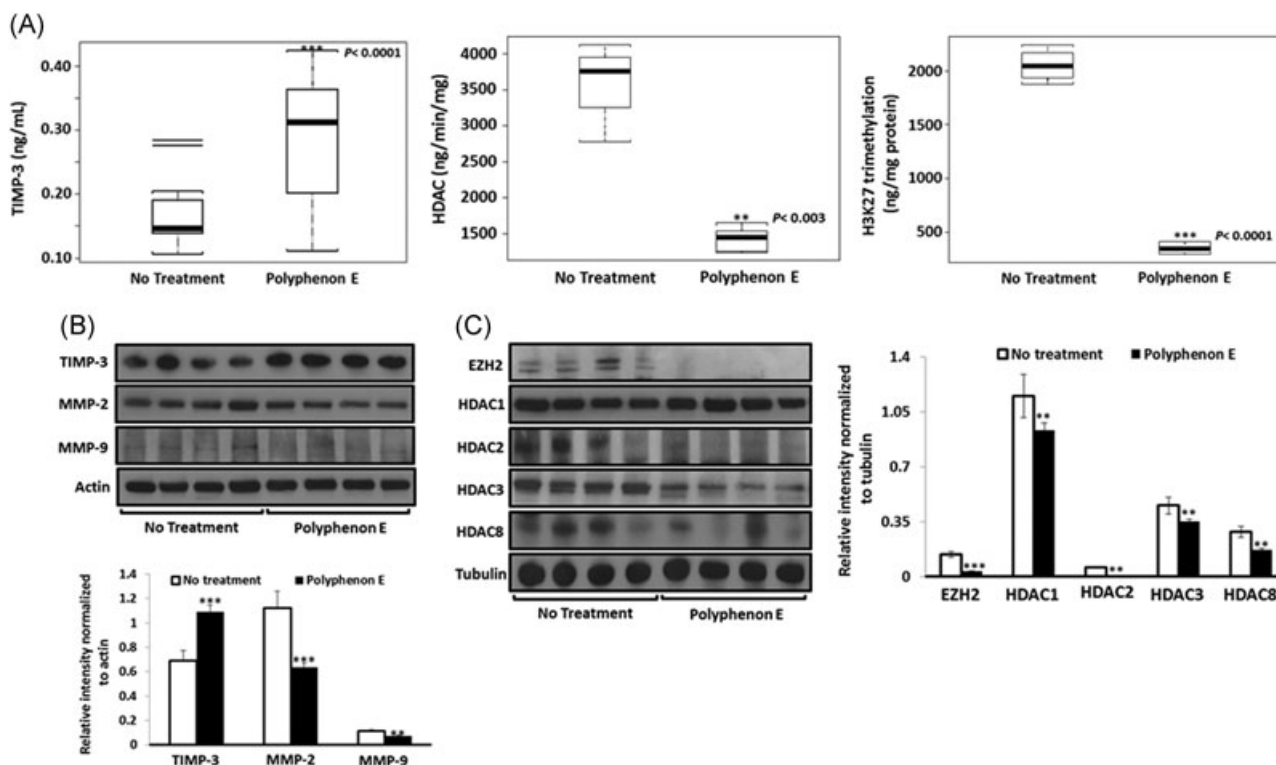 (A)
TIMP-3 (ng/mL)
0.40
0.30
0.20
0.10
***
P< 0.0001
No Treatment
Polyphenon E
HDAC (ng/min/mg)
4000
3500
3000
2500
2000
1500
**
P< 0.003
No Treatment
Polyphenon E
H3K27 trimethylation
(ng/mg protein)
2000
1500
1000
500
***
P< 0.0001
No Treatment
Polyphenon E
(B)
TIMP-3
MMP-2
MMP-9
Actin
No Treatment
Polyphenon E
Relative intensity normalized
to actin
1.4
1.2
1
0.8
0.6
0.4
0.2
0
No treatment
Polyphenon E
***
***
**
TIMP-3
MMP-2
MMP-9
(C)
EZH2
HDAC1
HDAC2
HDAC3
HDAC8
Tubulin
No Treatment
Polyphenon E
Relative intensity normalized
to tubulin
1.4
1.05
0.7
0.35
0
No treatment
Polyphenon E
***
**
**
**
**
EZH2
HDAC1
HDAC2
HDAC3
HDAC8